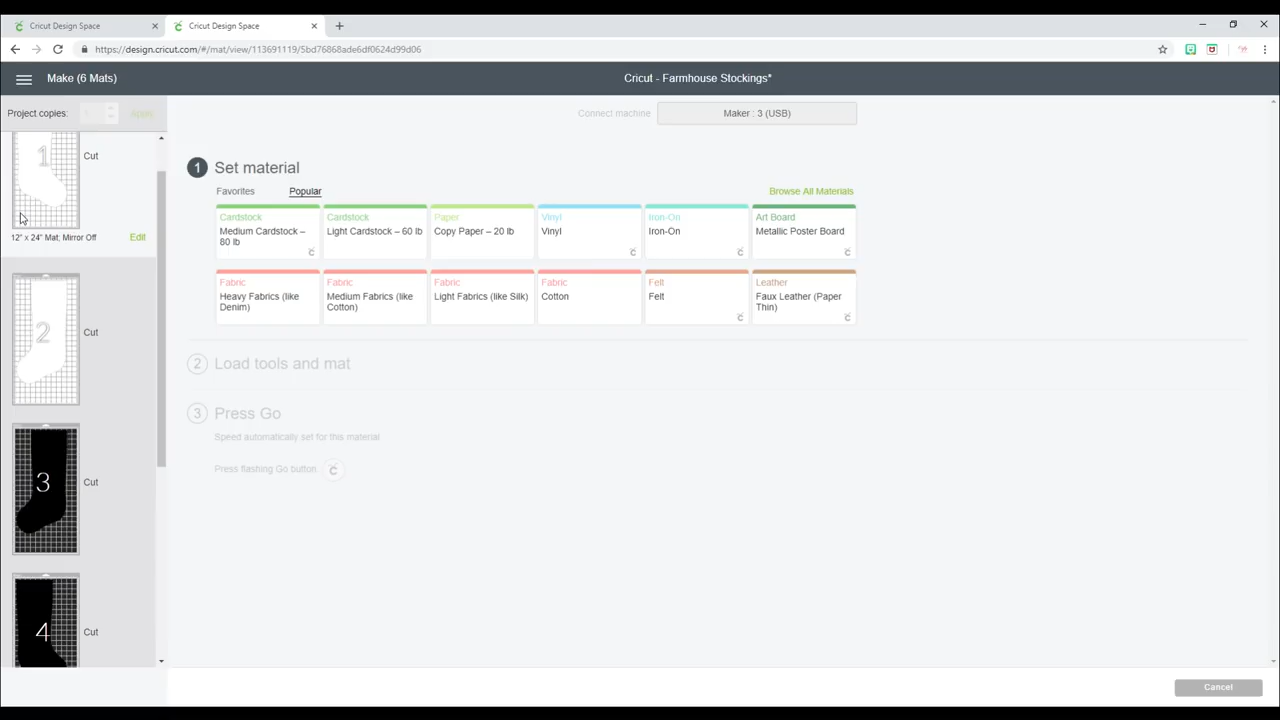 Cricut Design Space
Cricut Design Space
https://design.cricut.com/#/mat/view/113691119/5bd76868ade6df0624d99d06
Make (6 Mats)
Cricut - Farmhouse Stockings*
Project copies:
Apply
Connect machine
Maker : 3 (USB)
1
Cut
12" x 24" Mat; Mirror Off
Edit
2
Cut
3
Cut
4
Cut
1 Set material
Favorites
Popular
Browse All Materials
Cardstock
Medium Cardstock –
80 lb
Cardstock
Light Cardstock – 60 lb
Paper
Copy Paper – 20 lb
Vinyl
Vinyl
Iron-On
Iron-On
Art Board
Metallic Poster Board
Fabric
Heavy Fabrics (like
Denim)
Fabric
Medium Fabrics (like
Cotton)
Fabric
Light Fabrics (like Silk)
Fabric
Cotton
Felt
Felt
Leather
Faux Leather (Paper
Thin)
2 Load tools and mat
3 Press Go
Speed automatically set for this material
Press flashing Go button.
Cancel